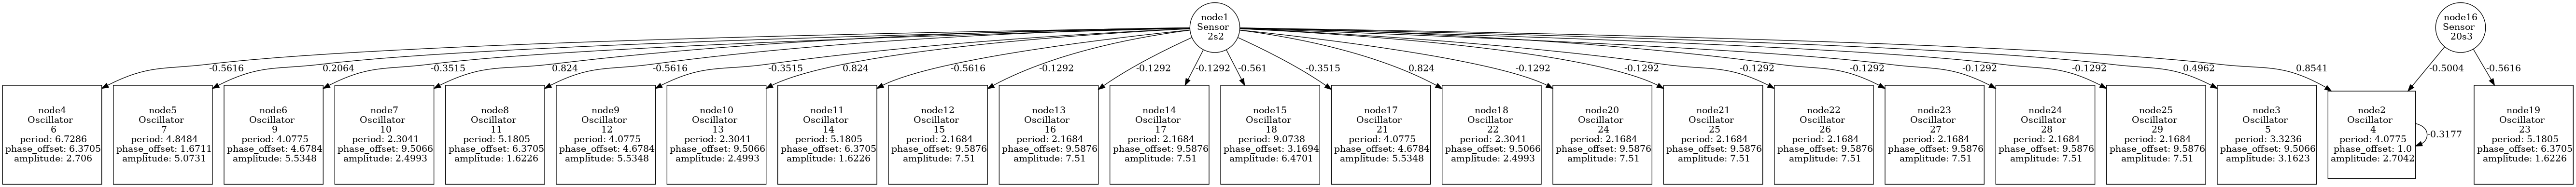 node1
Sensor
2s2
node16
Sensor
20s3
-0.5616
0.2064
-0.3515
0.824
-0.5616
-0.3515
0.824
-0.5616
-0.1292
-0.1292
-0.1292
-0.561
-0.3515
0.824
-0.1292
-0.1292
-0.1292
-0.1292
-0.1292
-0.1292
0.4962
0.8541
-0.5004
-0.5616
node4
Oscillator
6
period: 6.7286
phase_offset: 6.3705
amplitude: 2.706
node5
Oscillator
7
period: 4.8484
phase_offset: 1.6711
amplitude: 5.0731
node6
Oscillator
9
period: 4.0775
phase_offset: 4.6784
amplitude: 5.5348
node7
Oscillator
10
period: 2.3041
phase_offset: 9.5066
amplitude: 2.4993
node8
Oscillator
11
period: 5.1805
phase_offset: 6.3705
amplitude: 1.6226
node9
Oscillator
12
period: 4.0775
phase_offset: 4.6784
amplitude: 5.5348
node10
Oscillator
13
period: 2.3041
phase_offset: 9.5066
amplitude: 2.4993
node11
Oscillator
14
period: 5.1805
phase_offset: 6.3705
amplitude: 1.6226
node12
Oscillator
15
period: 2.1684
phase_offset: 9.5876
amplitude: 7.51
node13
Oscillator
16
period: 2.1684
phase_offset: 9.5876
amplitude: 7.51
node14
Oscillator
17
period: 2.1684
phase_offset: 9.5876
amplitude: 7.51
node15
Oscillator
18
period: 9.0738
phase_offset: 3.1694
amplitude: 6.4701
node17
Oscillator
21
period: 4.0775
phase_offset: 4.6784
amplitude: 5.5348
node18
Oscillator
22
period: 2.3041
phase_offset: 9.5066
amplitude: 2.4993
node20
Oscillator
24
period: 2.1684
phase_offset: 9.5876
amplitude: 7.51
node21
Oscillator
25
period: 2.1684
phase_offset: 9.5876
amplitude: 7.51
node22
Oscillator
26
period: 2.1684
phase_offset: 9.5876
amplitude: 7.51
node23
Oscillator
27
period: 2.1684
phase_offset: 9.5876
amplitude: 7.51
node24
Oscillator
28
period: 2.1684
phase_offset: 9.5876
amplitude: 7.51
node25
Oscillator
29
period: 2.1684
phase_offset: 9.5876
amplitude: 7.51
node3
Oscillator
5
period: 3.3236
phase_offset: 9.5066
amplitude: 3.1623
node2
Oscillator
4
period: 4.0775
phase_offset: 1.0
amplitude: 2.7042
-0.3177
node19
Oscillator
23
period: 5.1805
phase_offset: 6.3705
amplitude: 1.6226